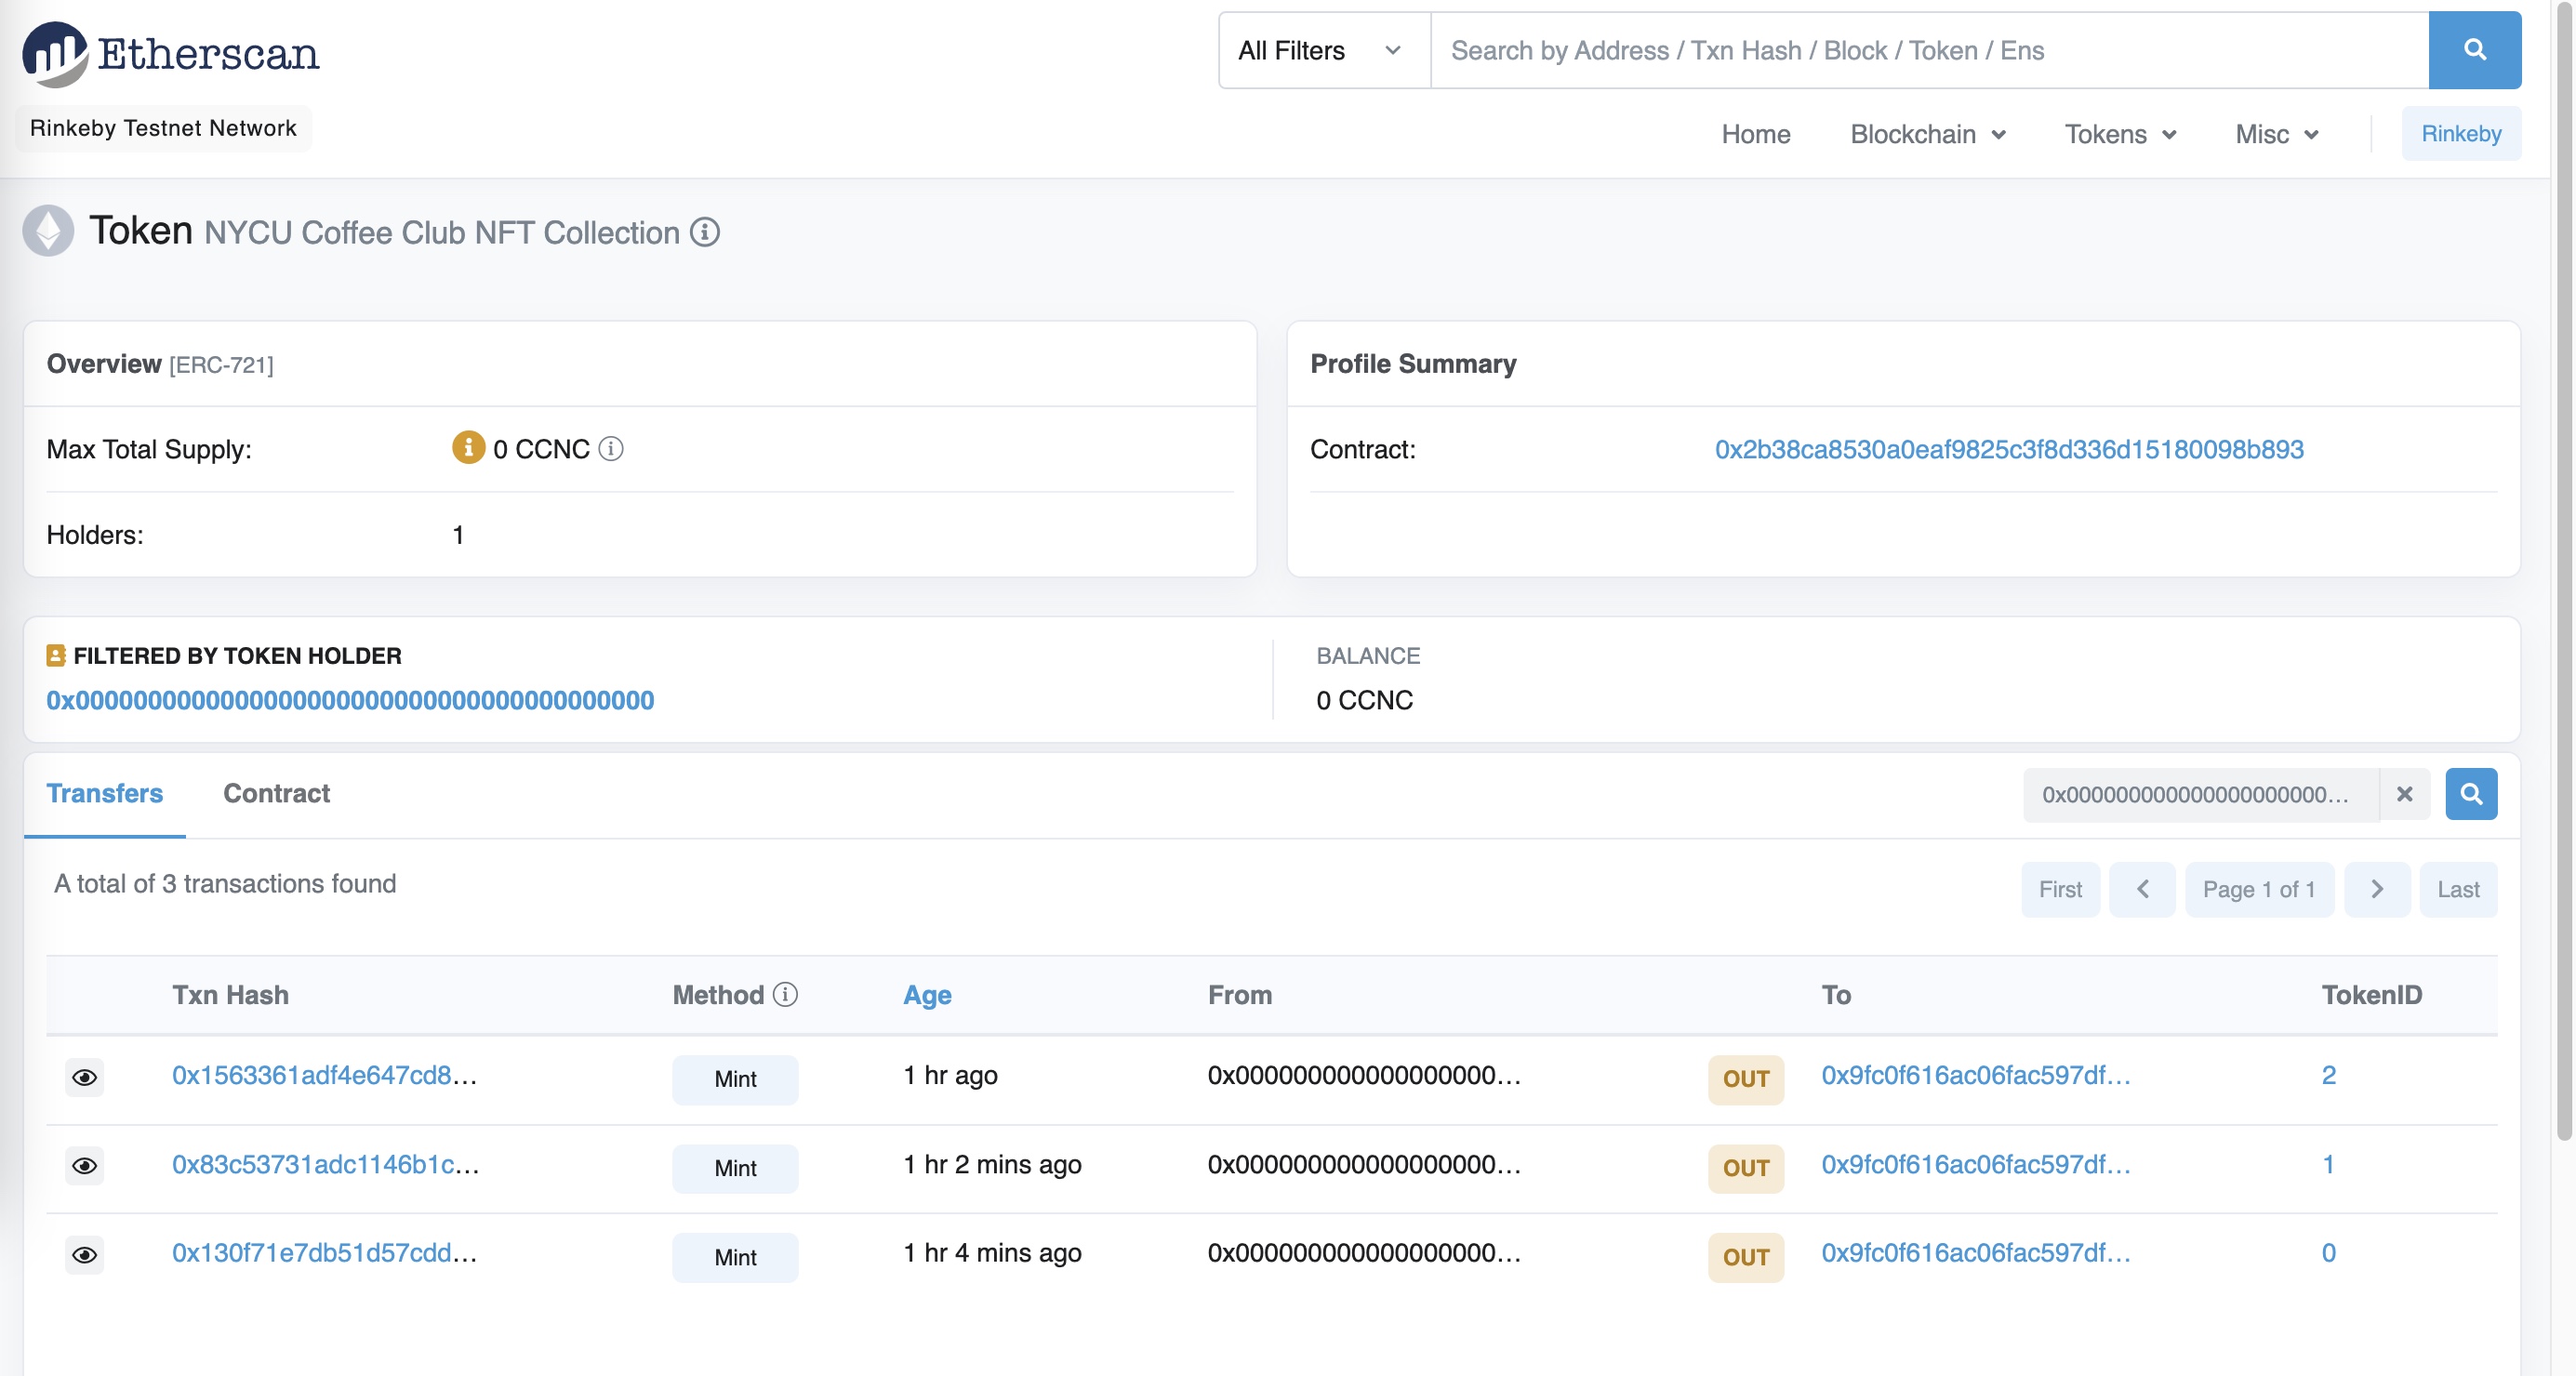 Etherscan
All Filters
Search by Address / Txn Hash / Block / Token / Ens
Rinkeby Testnet Network
Home Blockchain Tokens Misc Rinkeby
Token NYCU Coffee Club NFT Collection
Overview [ERC-721]
Max Total Supply: 0 CCNC
Holders: 1
Profile Summary
Contract: 0x2b38ca8530a0eaf9825c3f8d336d15180098b893
FILTERED BY TOKEN HOLDER
0x0000000000000000000000000000000000000000
BALANCE
0 CCNC
Transfers Contract
0x000000000000000000000...
A total of 3 transactions found
First Page 1 of 1 Last
Txn Hash Method Age From To TokenID
0x1563361adf4e647cd8... Mint 1 hr ago 0x000000000000000000... OUT 0x9fc0f616ac06fac597df... 2
0x83c53731adc1146b1c... Mint 1 hr 2 mins ago 0x000000000000000000... OUT 0x9fc0f616ac06fac597df... 1
0x130f71e7db51d57cdd... Mint 1 hr 4 mins ago 0x000000000000000000... OUT 0x9fc0f616ac06fac597df... 0